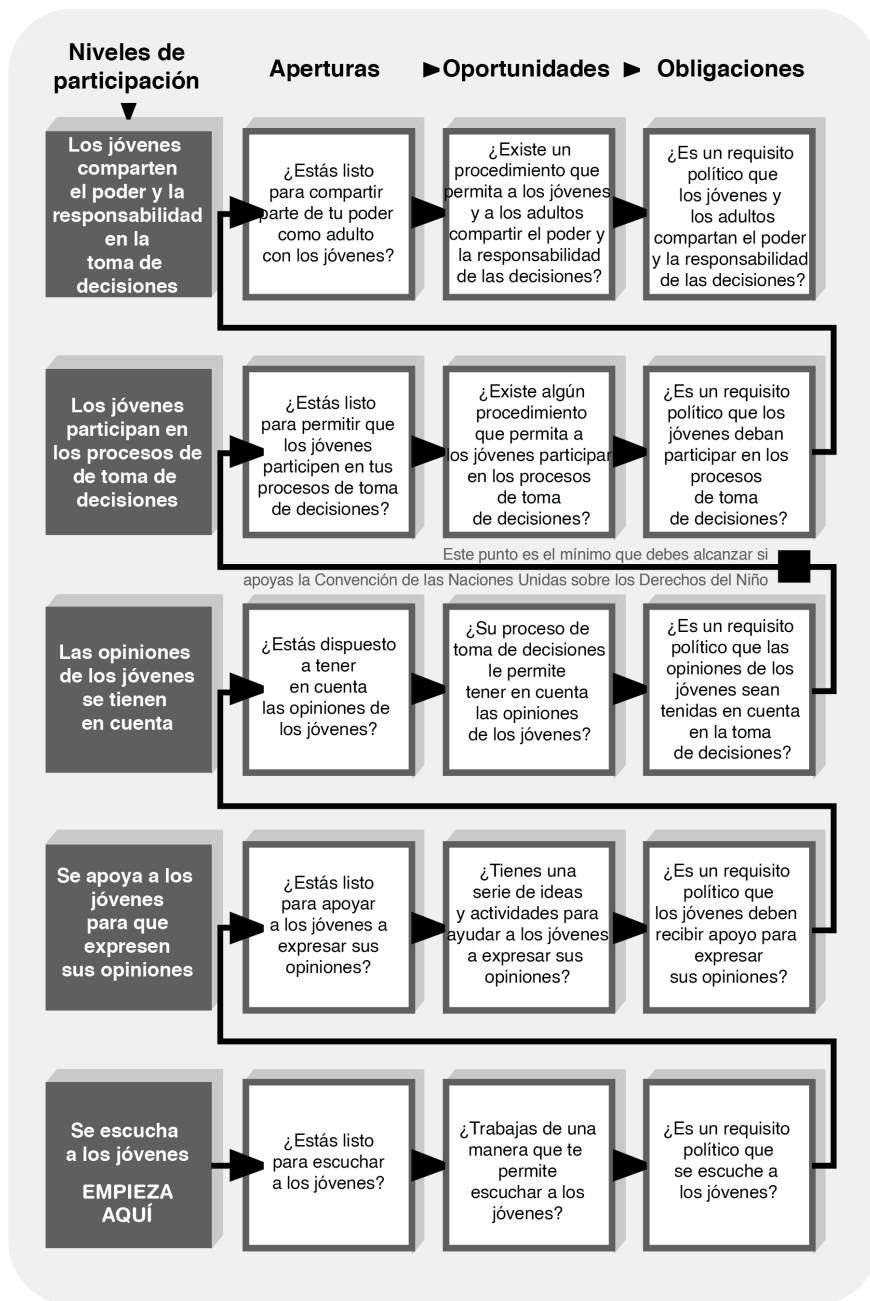 Niveles de
participación
Aperturas
Oportunidades
Obligaciones
Los jóvenes
comparten
el poder y la
responsabilidad
en la
toma de
decisiones
¿Estás listo
para compartir
parte de tu poder
como adulto
con los jóvenes?
¿Existe un
procedimiento que
permita a los jóvenes
y a los adultos
compartir el poder y
la responsabilidad
de las decisiones?
¿Es un requisito
político que
los jóvenes y
los adultos
compartan el poder
y la responsabilidad
de las decisiones?
Los jóvenes
participan en
los procesos de
de toma de
decisiones
¿Estás listo
para permitir que
los jóvenes
participen en tus
procesos de toma
de decisiones?
¿Existe algún
procedimiento
que permita a
los jóvenes participar
en los procesos
de toma
de decisiones?
¿Es un requisito
político que los
jóvenes deban
participar en los
procesos
de toma
de decisiones?
Este punto es el mínimo que debes alcanzar si
apoyas la Convención de las Naciones Unidas sobre los Derechos del Niño
Las opiniones
de los jóvenes
se tienen
en cuenta
¿Estás dispuesto
a tener
en cuenta
las opiniones de
los jóvenes?
¿Su proceso de
toma de decisiones
le permite
tener en cuenta
las opiniones
de los jóvenes?
¿Es un requisito
político que las
opiniones de los
jóvenes sean
tenidas en cuenta
en la toma
de decisiones?
Se apoya a los
jóvenes
para que
expresen
sus opiniones
¿Estás listo
para apoyar
a los jóvenes a
expresar sus
opiniones?
¿Tienes una
serie de ideas
y actividades para
ayudar a los jóvenes
a expresar sus
opiniones?
¿Es un requisito
político que
los jóvenes deben
recibir apoyo para
expresar
sus opiniones?
Se escucha
a los jóvenes
EMPIEZA
AQUÍ
¿Estás listo
para escuchar
a los jóvenes?
¿Trabajas de una
manera que te
permite
escuchar a los
jóvenes?
¿Es un requisito
político que
se escuche a
los jóvenes?